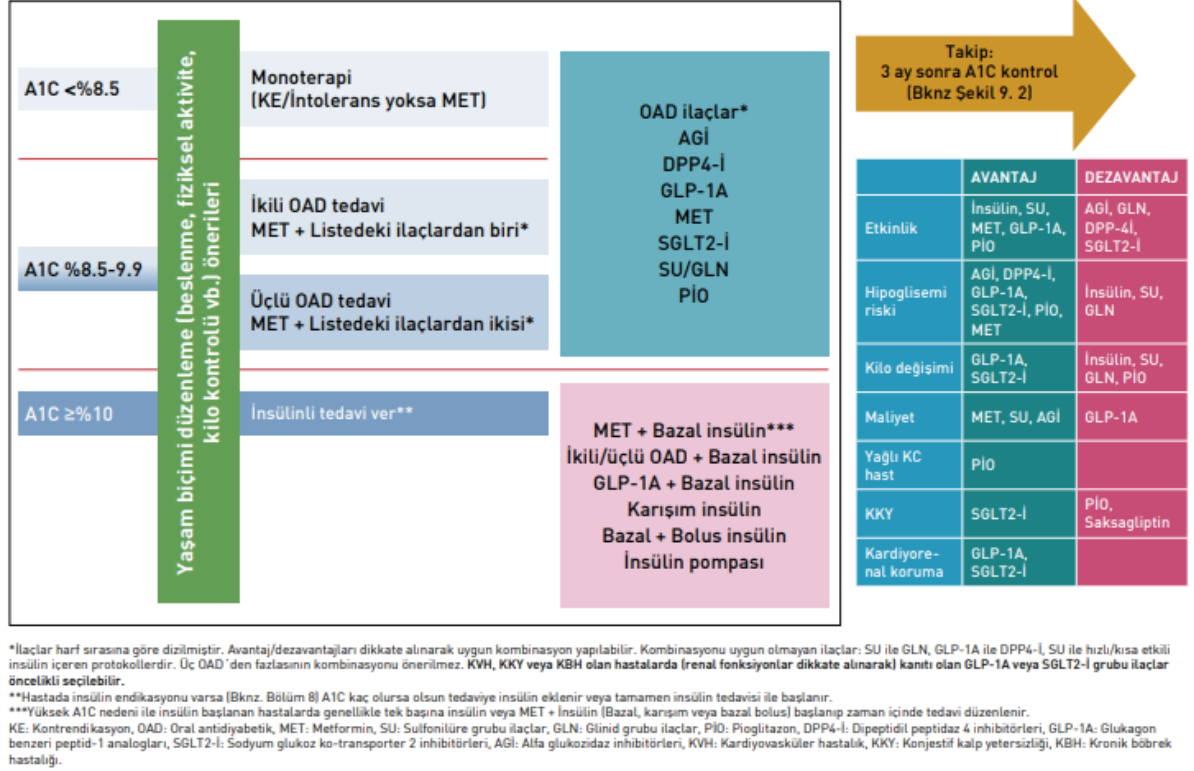 A1C <%8.5
Monoterapi
(KE/İntolerans yoksa MET)
Yaşam biçimi düzenleme (beslenme, fiziksel aktivite,
kilo kontrolü vb.) önerileri
A1C %8.5-9.9
İkili OAD tedavi
MET + Listedeki ilaçlardan biri*
Üçlü OAD tedavi
MET + Listedeki ilaçlardan ikisi*
A1C ≥%10
İnsülinli tedavi ver**
OAD ilaçlar*
AGİ
DPP4-İ
GLP-1A
MET
SGLT2-İ
SU/GLN
PİO
MET + Bazal insülin***
İkili/üçlü OAD + Bazal insülin
GLP-1A + Bazal insülin
Karışım insülin
Bazal + Bolus insülin
İnsülin pompası
Takip:
3 ay sonra A1C kontrol
(Bknz Şekil 9. 2)
AVANTAJ
DEZAVANTAJ
Etkinlik
İnsülin, SU,
MET, GLP-1A,
PİO
AGİ, GLN,
DPP-4İ,
SGLT2-İ
Hipoglisemi
riski
AGİ, DPP4-İ,
GLP-1A,
SGLT2-İ, PİO,
MET
İnsülin, SU,
GLN
Kilo değişimi
GLP-1A,
SGLT2-İ
İnsülin, SU,
GLN, PİO
Maliyet
MET, SU, AGİ
GLP-1A
Yağlı KC
hast
PİO
KKY
SGLT2-İ
PİO,
Saksagliptin
Kardiyore-
nal koruma
GLP-1A,
SGLT2-İ
*İlaçlar harf sırasına göre dizilmiştir. Avantaj/dezavantajları dikkate alınarak uygun kombinasyon yapılabilir. Kombinasyonu uygun olmayan ilaçlar: SU ile GLN, GLP-1A ile DPP4-İ, SU ile hızlı/kısa etkili
insülin içeren protokollerdir. Üç OAD`den fazlasının kombinasyonu önerilmez. KVH, KKY veya KBH olan hastalarda (renal fonksiyonlar dikkate alınarak) kanıtı olan GLP-1A veya SGLT2-İ grubu ilaçlar
öncelikli seçilebilir.
**Hastada insülin endikasyonu varsa (Bknz. Bölüm 8) A1C kaç olursa olsun tedaviye insülin eklenir veya tamamen insülin tedavisi ile başlanır.
***Yüksek A1C nedeni ile insülin başlanan hastalarda genellikle tek başına insülin veya MET + İnsülin (Bazal, karışım veya bazal bolus) başlanıp zaman içinde tedavi düzenlenir.
KE: Kontrendikasyon, OAD: Oral antidiyabetik, MET: Metformin, SU: Sulfonilüre grubu ilaçlar, GLN: Glinid grubu ilaçlar, PİO: Pioglitazon, DPP4-İ: Dipeptidil peptidaz 4 inhibitörleri, GLP-1A: Glukagon
benzeri peptid-1 analogları, SGLT2-İ: Sodyum glukoz ko-transporter 2 inhibitörleri, AGİ: Alfa glukozidaz inhibitörleri, KVH: Kardiyovasküler hastalık, KKY: Konjestif kalp yetersizliği, KBH: Kronik böbrek
hastalığı.